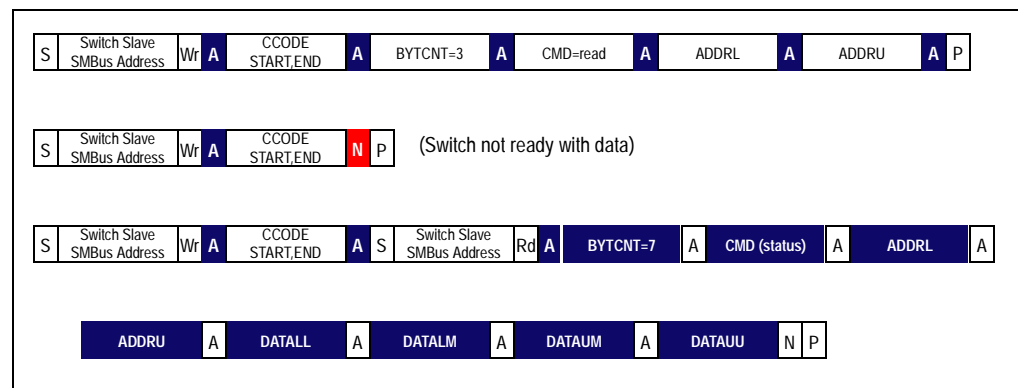 S Switch Slave SMBus Address Wr A CCODE START,END A BYTCNT=3 A CMD=read A ADDRL A ADDRU A P
S Switch Slave SMBus Address Wr A CCODE START,END N P (Switch not ready with data)
S Switch Slave SMBus Address Wr A CCODE START,END A S Switch Slave SMBus Address Rd A BYTCNT=7 A CMD (status) A ADDRL A
ADDRU A DATALL A DATALM A DATAUM A DATAUU N P